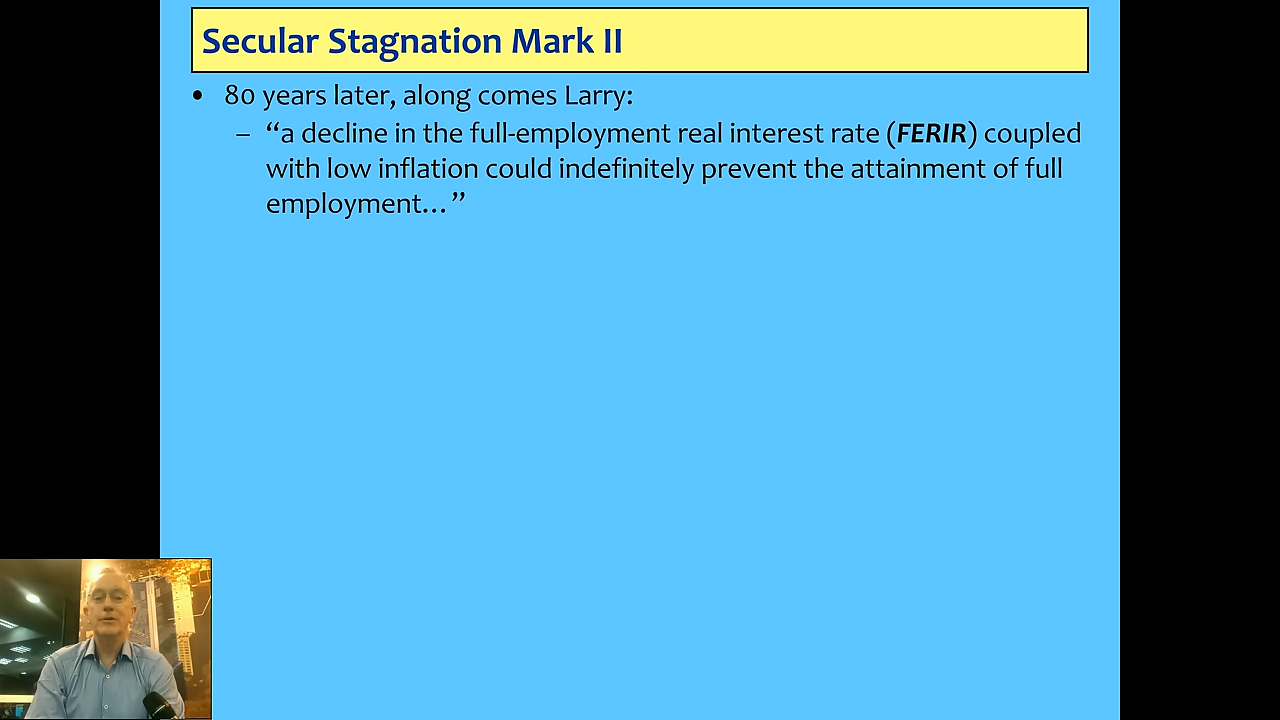 Secular Stagnation Mark II
• 80 years later, along comes Larry:
– “a decline in the full-employment real interest rate (FERIR) coupled
with low inflation could indefinitely prevent the attainment of full
employment…”